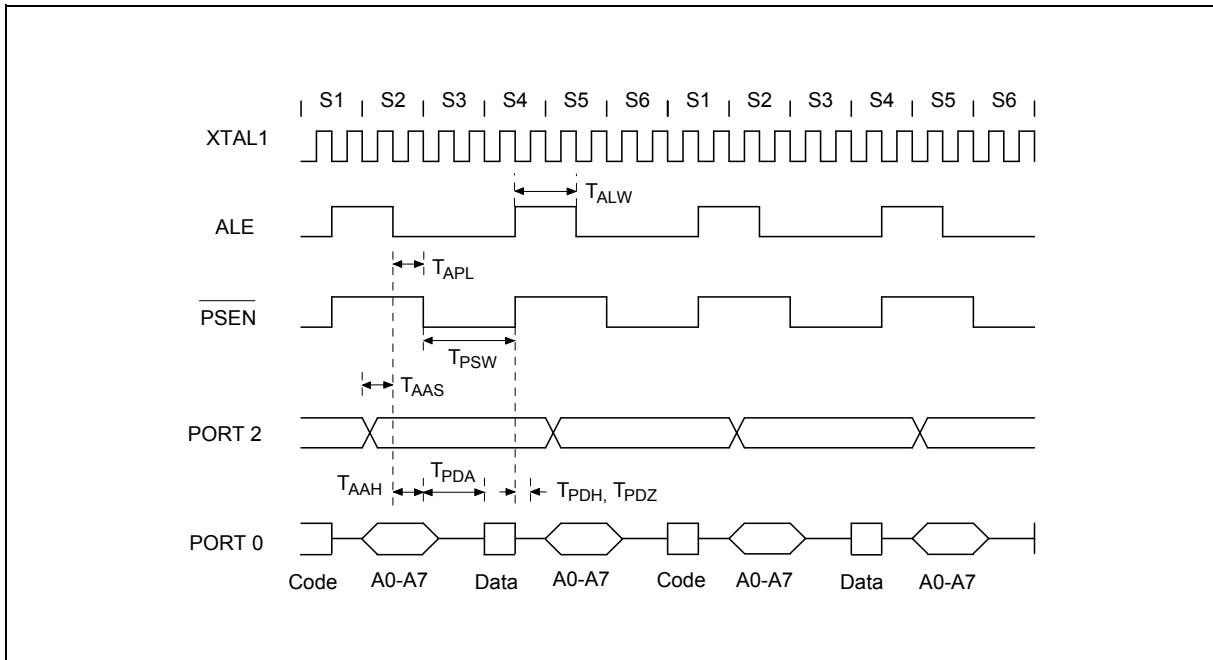 S1 S2 S3 S4 S5 S6 S1 S2 S3 S4 S5 S6
XTAL1
TALW
ALE
TAPL
PSEN
TPSW
TAAS
PORT 2
TAAH TPDA TPDH, TPDZ
PORT 0
Code A0-A7 Data A0-A7 Code A0-A7 Data A0-A7